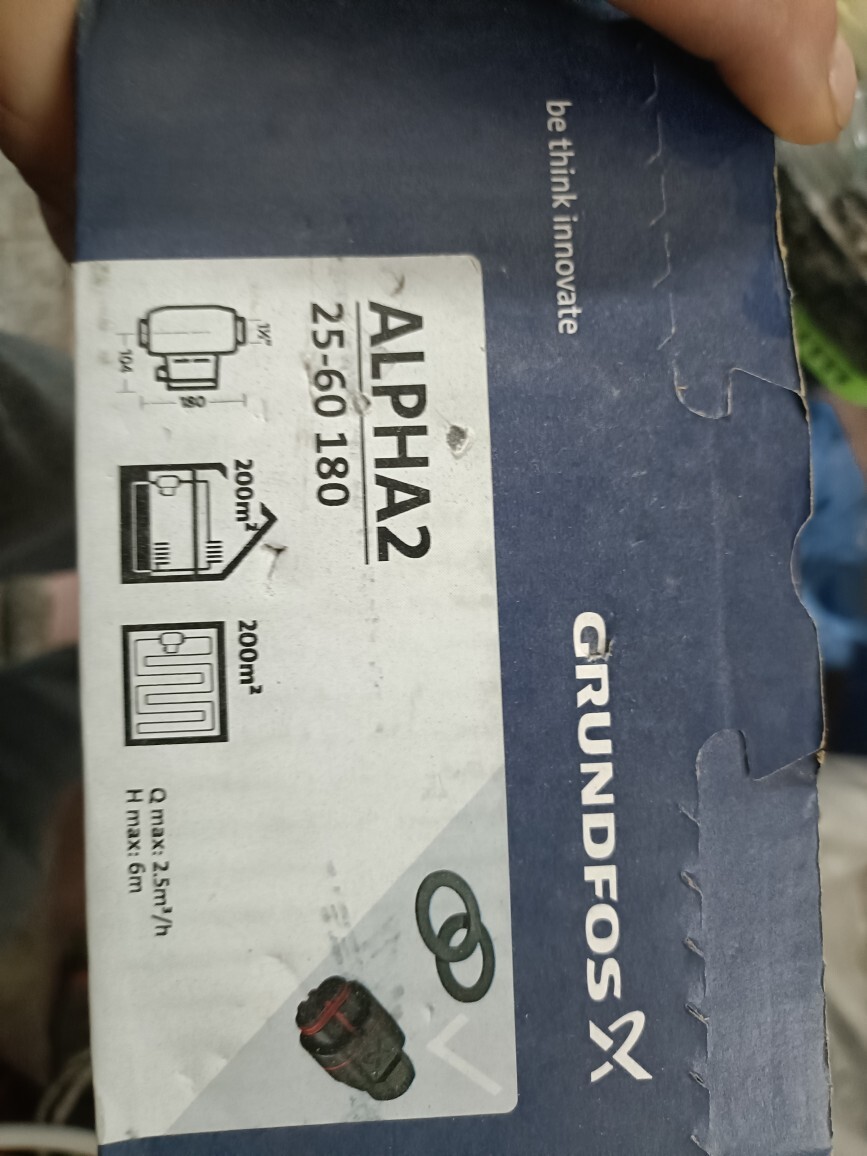 be think innovate
GRUNDFOS
ALPHA2
25-60 180
1½"
104
180
200m²
200m²
Q max: 2.5m³/h
H max: 6m